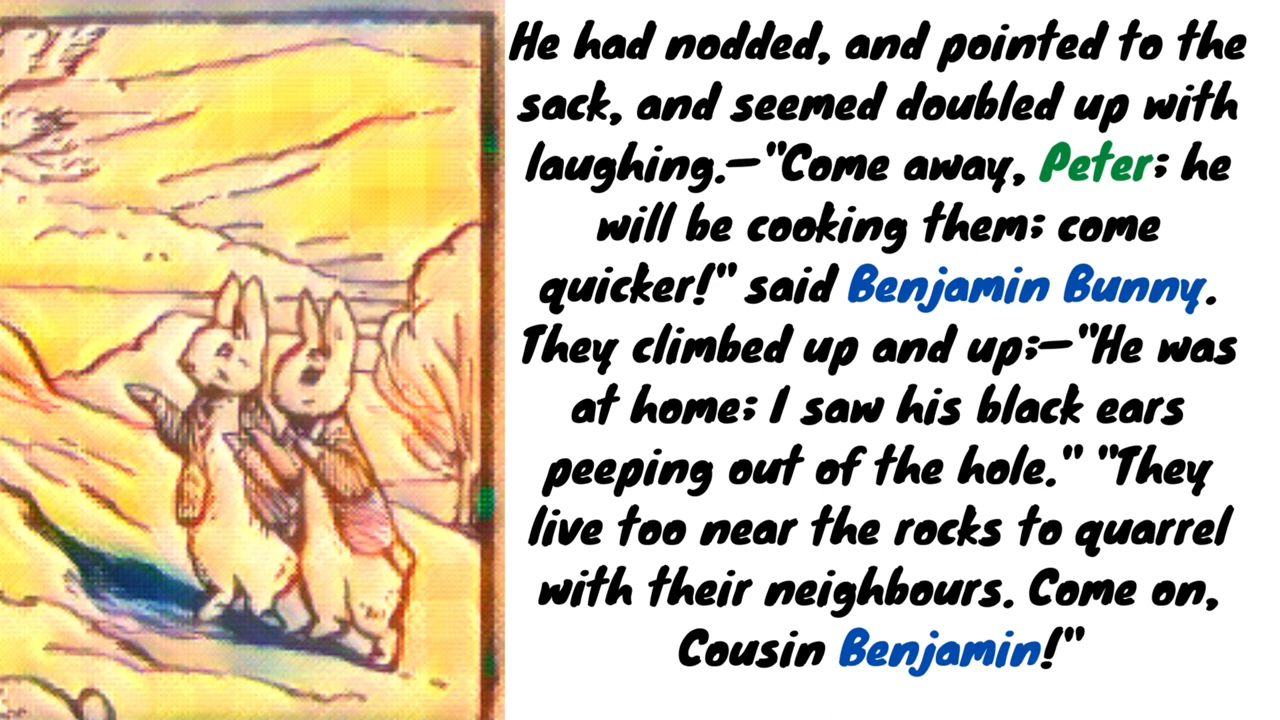 He had nodded, and pointed to the
sack, and seemed doubled up with
laughing.—"Come away, Peter; he
will be cooking them; come
quicker!" said Benjamin Bunny.
They climbed up and up;—"He was
at home; I saw his black ears
peeping out of the hole." "They
live too near the rocks to quarrel
with their neighbours. Come on,
Cousin Benjamin!"